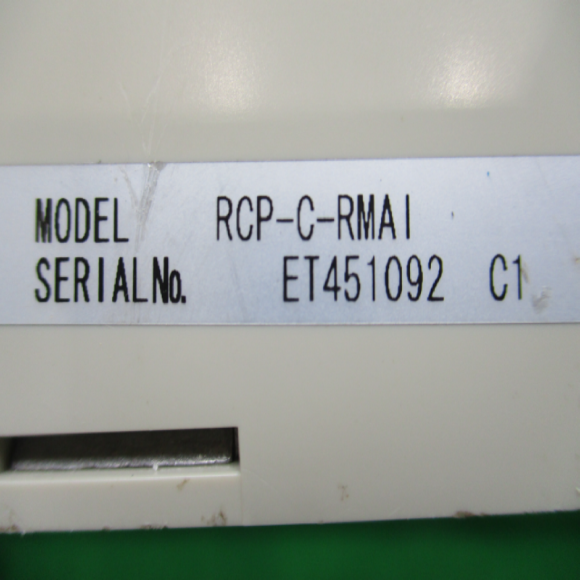 MODEL RCP-C-RMAI
SERIALNo. ET451092 C1